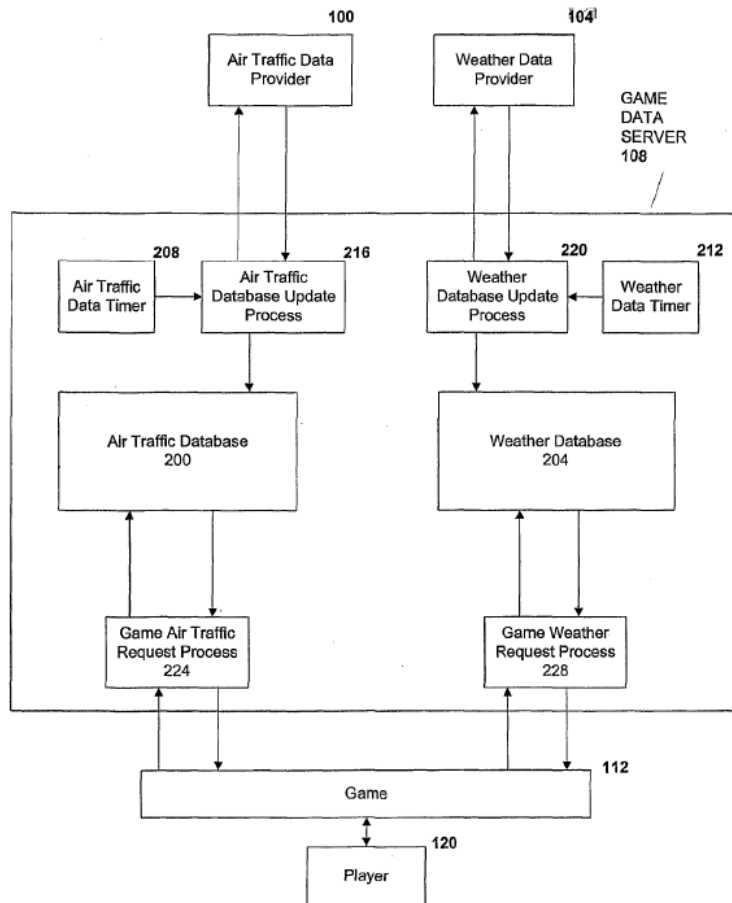 100
104
Air Traffic Data
Provider
Weather Data
Provider
GAME
DATA
SERVER
108
208
216
220
212
Air Traffic
Data Timer
Air Traffic
Database Update
Process
Weather
Database Update
Process
Weather
Data Timer
Air Traffic Database
200
Weather Database
204
Game Air Traffic
Request Process
224
Game Weather
Request Process
228
112
Game
120
Player